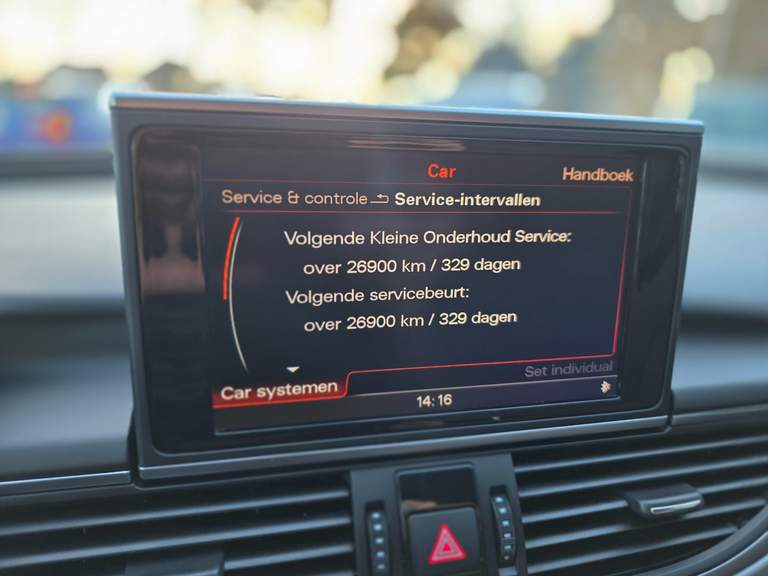 Car
Handboek
Service & controle Service-intervallen
Volgende Kleine Onderhoud Service:
over 26900 km / 329 dagen
Volgende servicebeurt:
over 26900 km / 329 dagen
Set individual
Car systemen
14:16